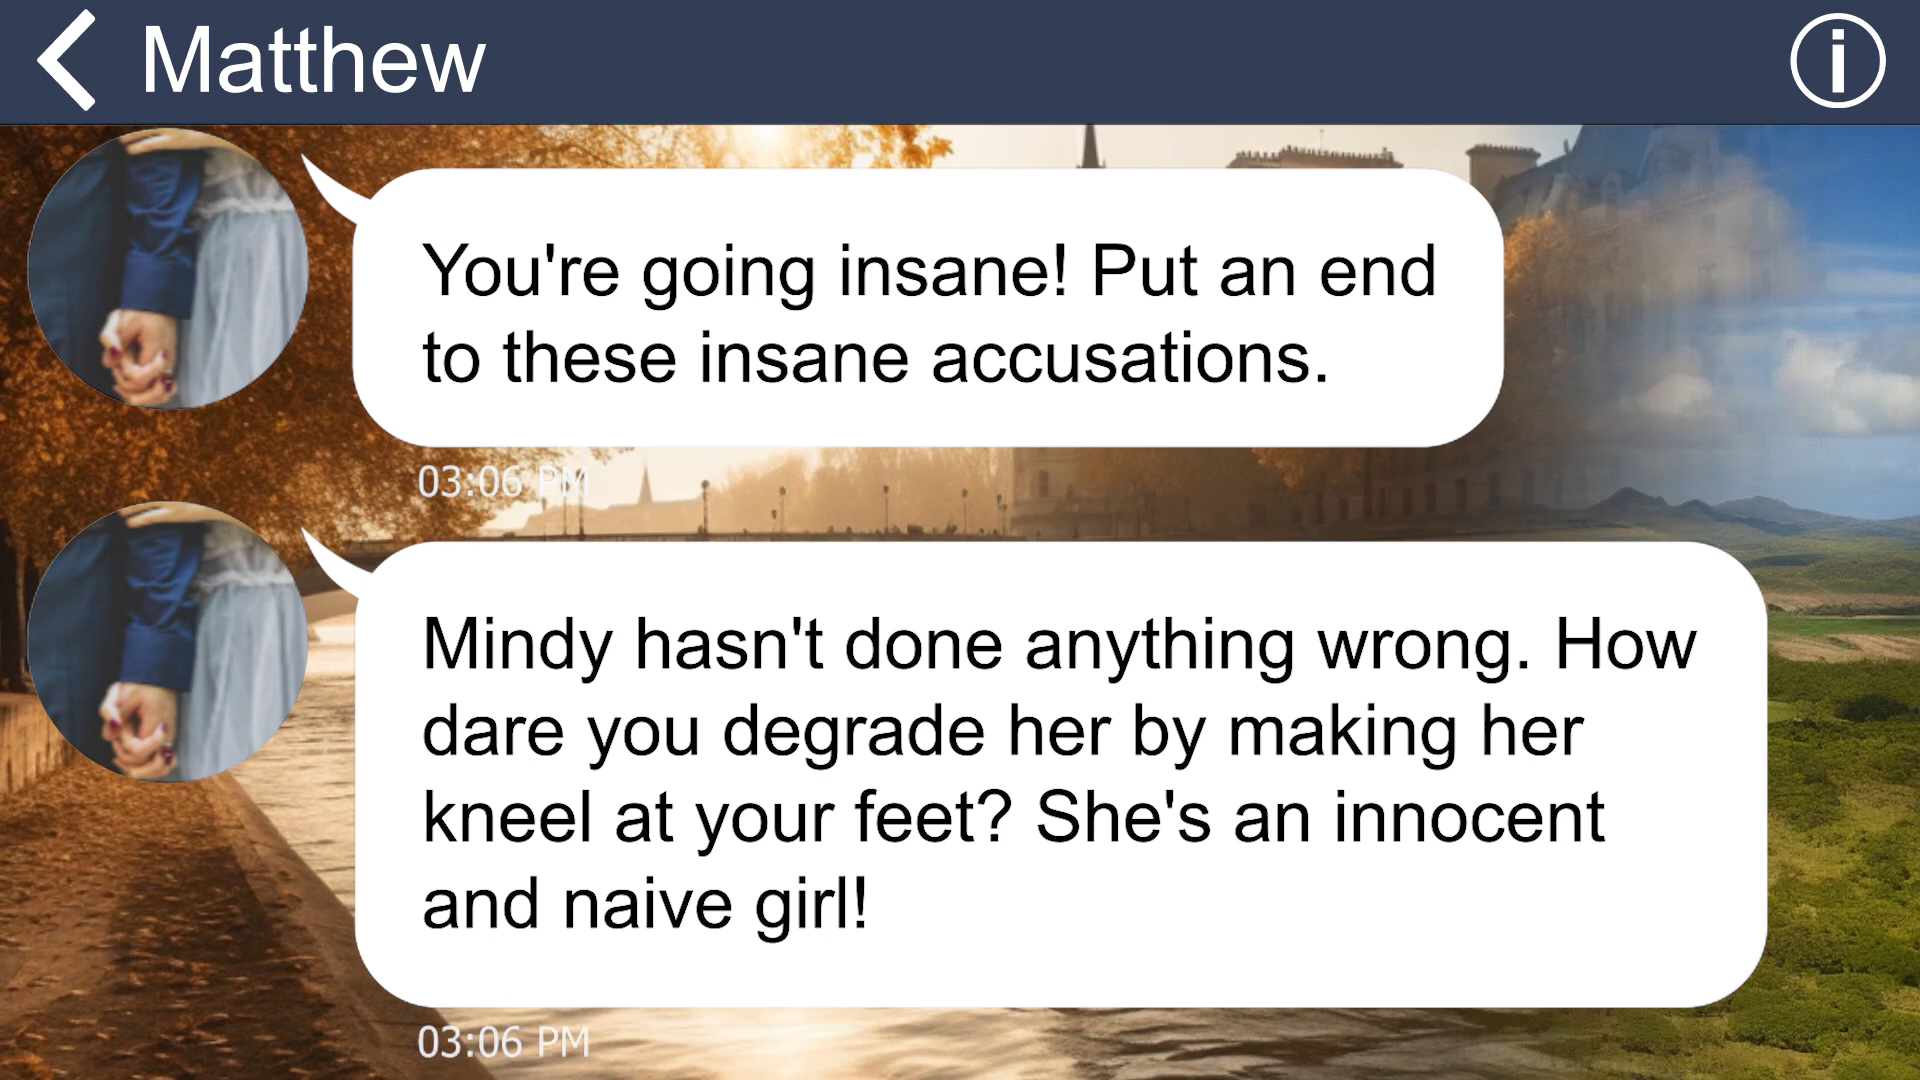 Matthew
You're going insane! Put an end
to these insane accusations.
03:06 PM
Mindy hasn't done anything wrong. How
dare you degrade her by making her
kneel at your feet? She's an innocent
and naive girl!
03:06 PM